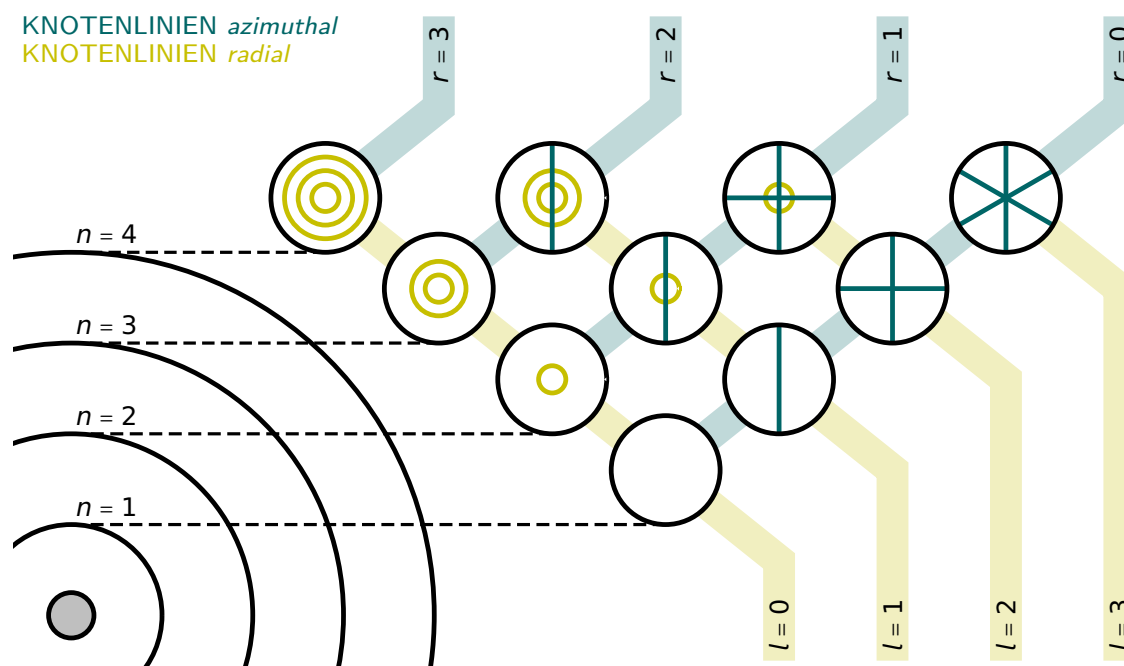 KNOTENLINIEN azimuthal
KNOTENLINIEN radial
r = 3
r = 2
r = 1
r = 0
n = 4
n = 3
n = 2
n = 1
l = 0
l = 1
l = 2
l = 3